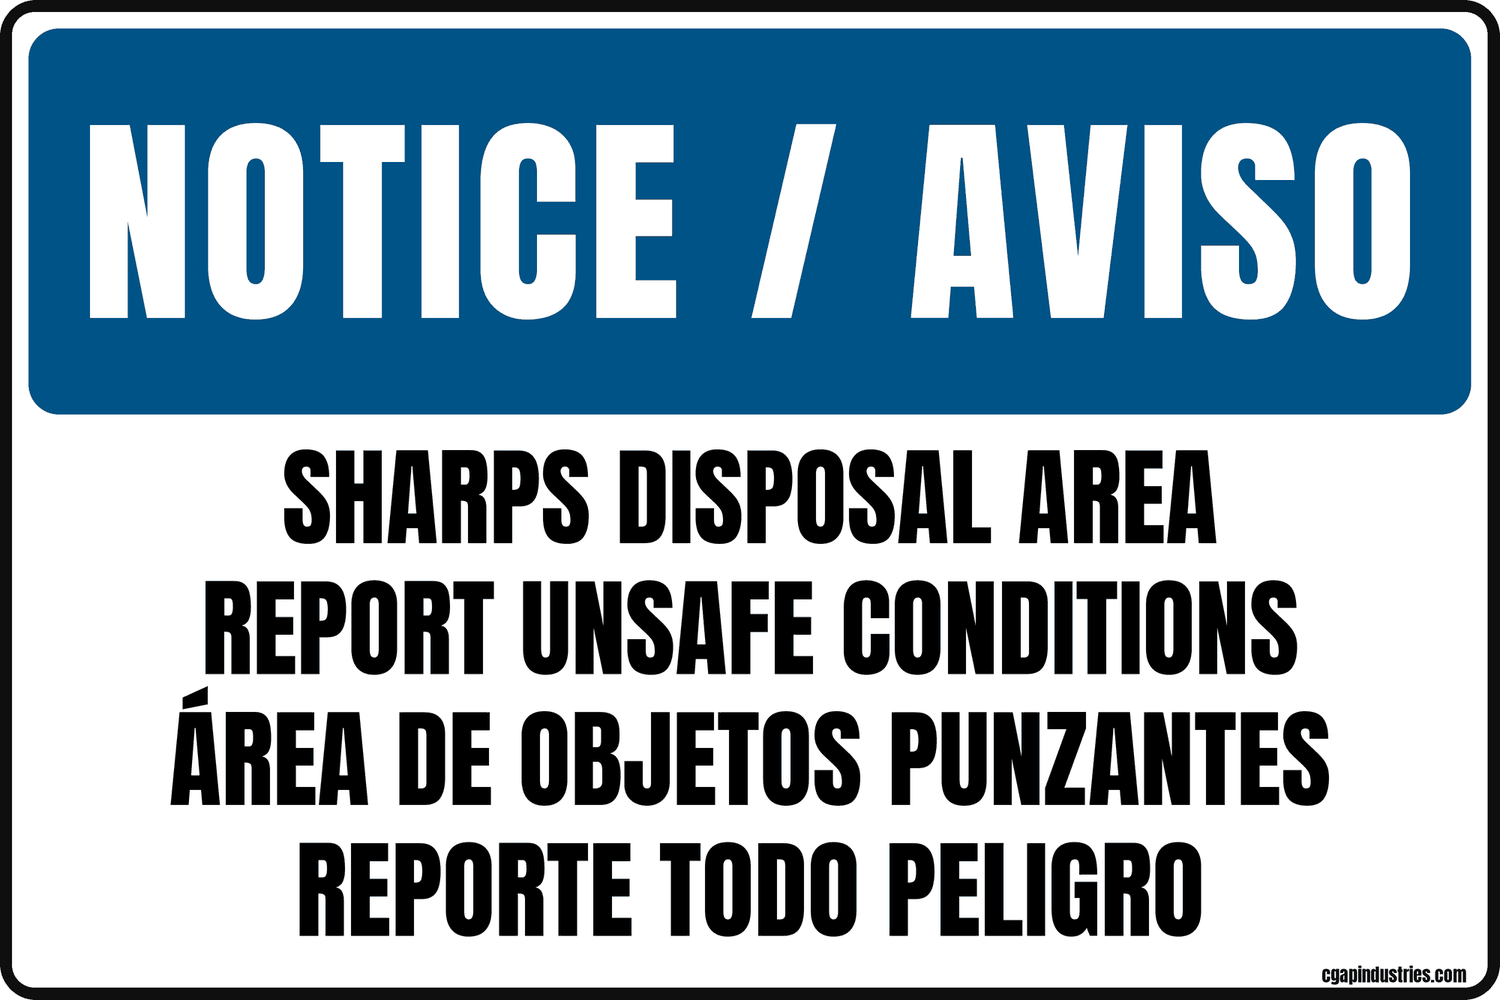 NOTICE / AVISO
SHARPS DISPOSAL AREA
REPORT UNSAFE CONDITIONS
ÁREA DE OBJETOS PUNZANTES
REPORTE TODO PELIGRO
cgapindustries.com